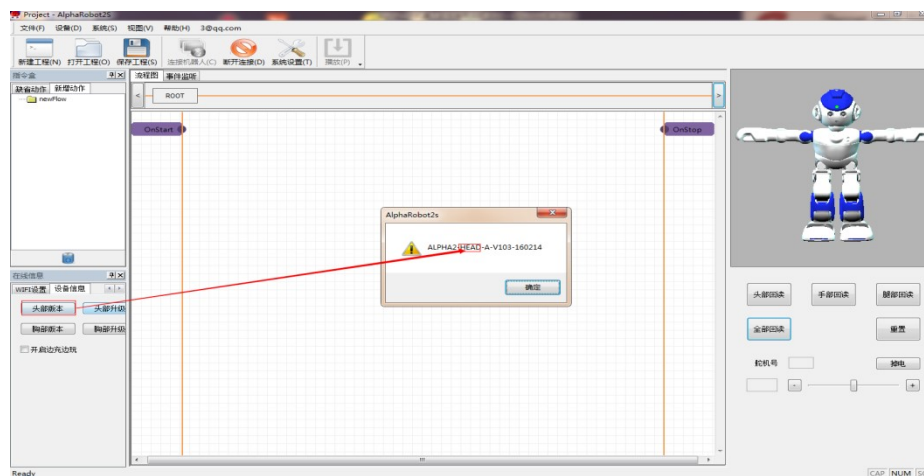 Project - AlphaRobot2S
文件(F) 设备(D) 系统(S) 视图(V) 帮助(H) 3@qq.com
新建工程(N) 打开工程(O) 保存工程(S) 连接机器人(C) 断开连接(D) 系统设置(T) 播放(P)
指令盒
缺省动作 新增动作
newFlow
流程图 事件监听
< ROOT >
OnStart
OnStop
AlphaRobot2s
ALPHA2-HEAD-A-V103-160214
确定
在线信息
WIFI设置 设备信息
头部版本 头部升级
胸部版本 胸部升级
开启边充边玩
头部回读 手部回读 腿部回读
全部回读 重置
舵机号 掉电
- +
Ready
CAP NUM